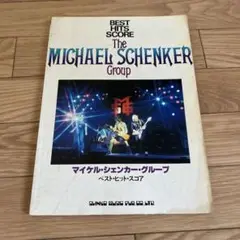 BEST
HITS
SCORE
The
MICHAEL SCHENKER
Group
マイケル・シェンカー・グループ
ベスト・ヒット・スコア